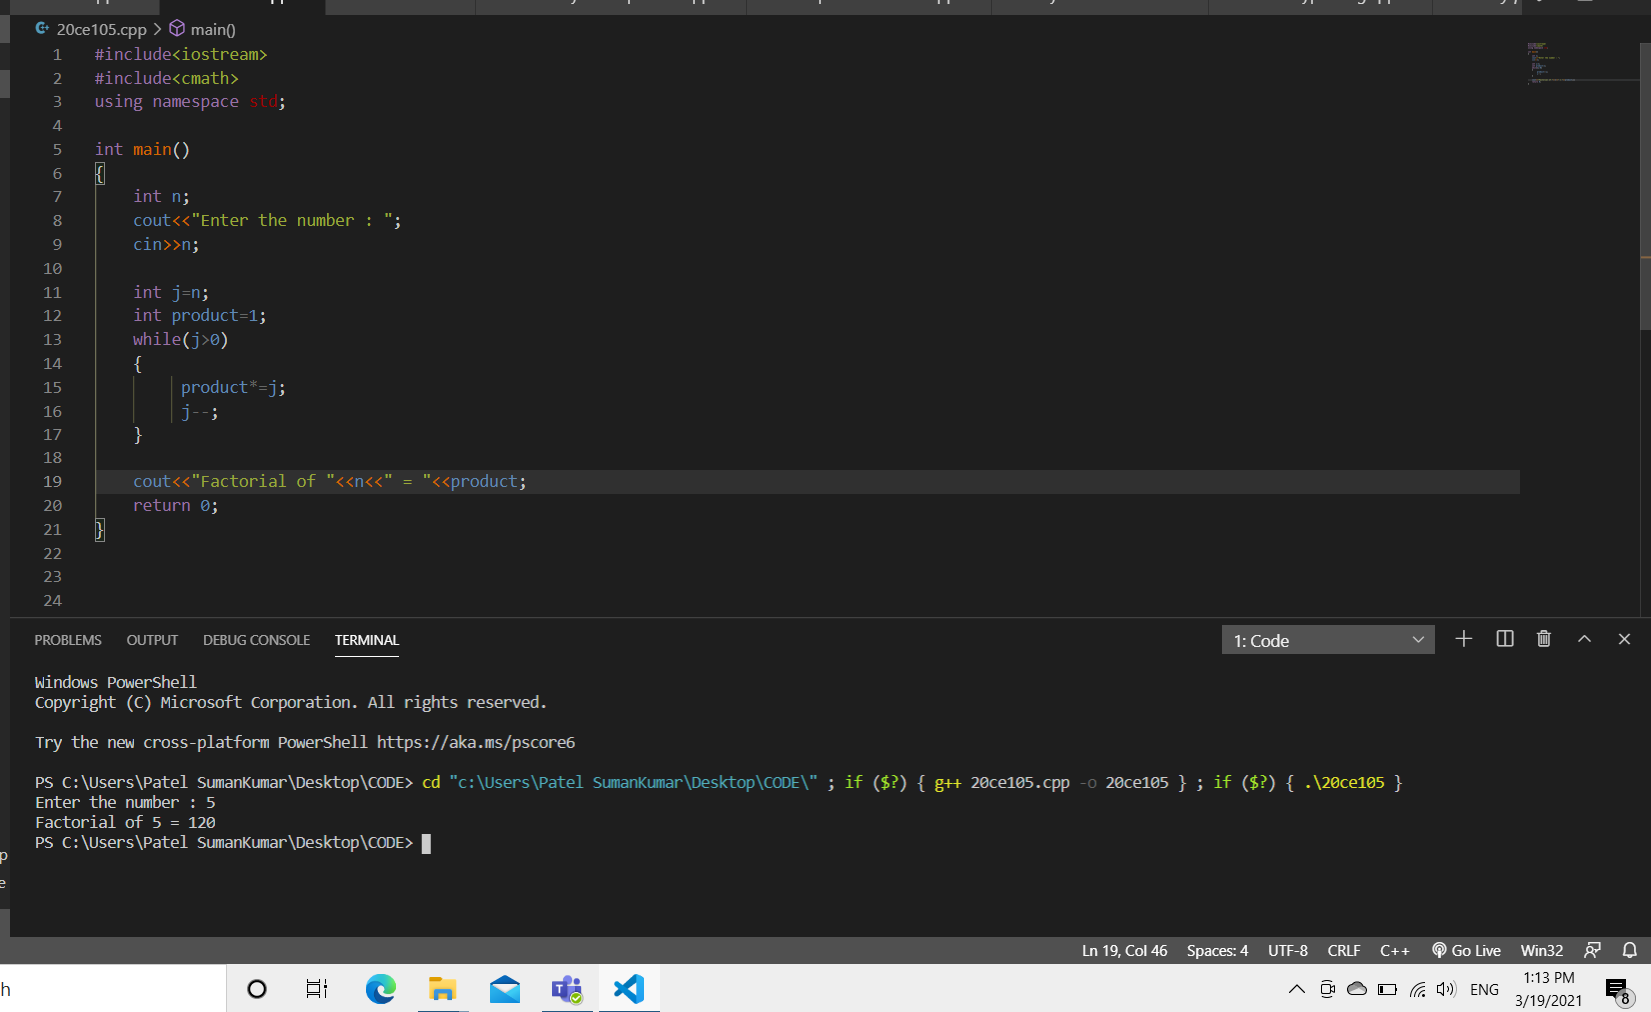 20ce105.cpp > main()
1 #include<iostream>
2 #include<cmath>
3 using namespace std;
4
5 int main()
6 {
7 int n;
8 cout<<"Enter the number : ";
9 cin>>n;
10
11 int j=n;
12 int product=1;
13 while(j>0)
14 {
15 product*=j;
16 j--;
17 }
18
19 cout<<"Factorial of "<<n<<" = "<<product;
20 return 0;
21 }
22
23
24
PROBLEMS OUTPUT DEBUG CONSOLE TERMINAL 1: Code
Windows PowerShell
Copyright (C) Microsoft Corporation. All rights reserved.
Try the new cross-platform PowerShell https://aka.ms/pscore6
PS C:\Users\Patel SumanKumar\Desktop\CODE> cd "c:\Users\Patel SumanKumar\Desktop\CODE\" ; if ($?) { g++ 20ce105.cpp -o 20ce105 } ; if ($?) { .\20ce105 }
Enter the number : 5
Factorial of 5 = 120
PS C:\Users\Patel SumanKumar\Desktop\CODE>
p
e
Ln 19, Col 46 Spaces: 4 UTF-8 CRLF C++ Go Live Win32
h
ENG
1:13 PM
3/19/2021
8